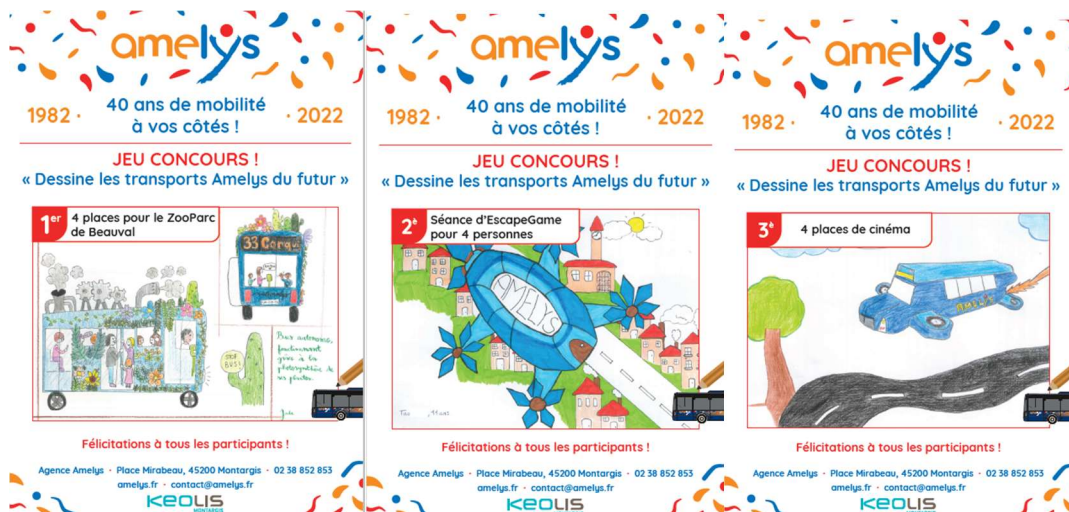 amelys
1982 · 40 ans de mobilité · 2022
à vos côtés !
JEU CONCOURS !
« Dessine les transports Amelys du futur »
1er 4 places pour le ZooParc
de Beauval
33 Corqui
STOP
BUS!
Bus autonome,
fonctionnant
grâce à la
photosynthèse de
ses plantes.
Jade
Félicitations à tous les participants !
Agence Amelys · Place Mirabeau, 45200 Montargis · 02 38 852 853
amelys.fr · contact@amelys.fr
KEOLIS
MONTARGIS
amelys
1982 · 40 ans de mobilité · 2022
à vos côtés !
JEU CONCOURS !
« Dessine les transports Amelys du futur »
2è Séance d'EscapeGame
pour 4 personnes
AMELYS
11 ans
Félicitations à tous les participants !
Agence Amelys · Place Mirabeau, 45200 Montargis · 02 38 852 853
amelys.fr · contact@amelys.fr
KEOLIS
amelys
1982 · 40 ans de mobilité · 2022
à vos côtés !
JEU CONCOURS !
« Dessine les transports Amelys du futur »
3è 4 places de cinéma
AMELYS
Félicitations à tous les participants !
Agence Amelys · Place Mirabeau, 45200 Montargis · 02 38 852 853
amelys.fr · contact@amelys.fr
KEOLIS